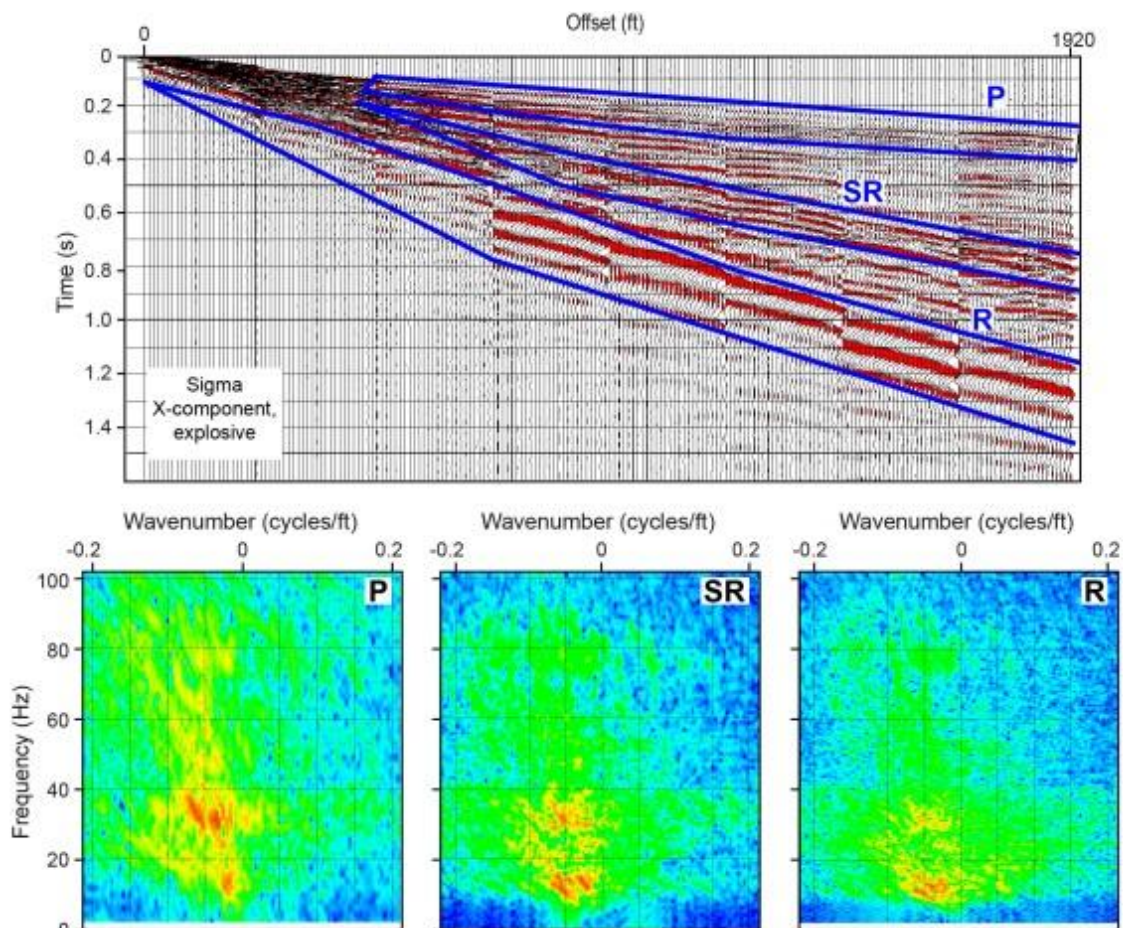 Offset (ft)
0 1920
0
0.2
0.4
0.6
0.8
1.0
1.2
1.4
Time (s)
P
SR
R
Sigma
X-component,
explosive
Wavenumber (cycles/ft) Wavenumber (cycles/ft) Wavenumber (cycles/ft)
-0.2 0 0.2 -0.2 0 0.2 -0.2 0 0.2
P SR R
100
80
60
40
20
0
Frequency (Hz)